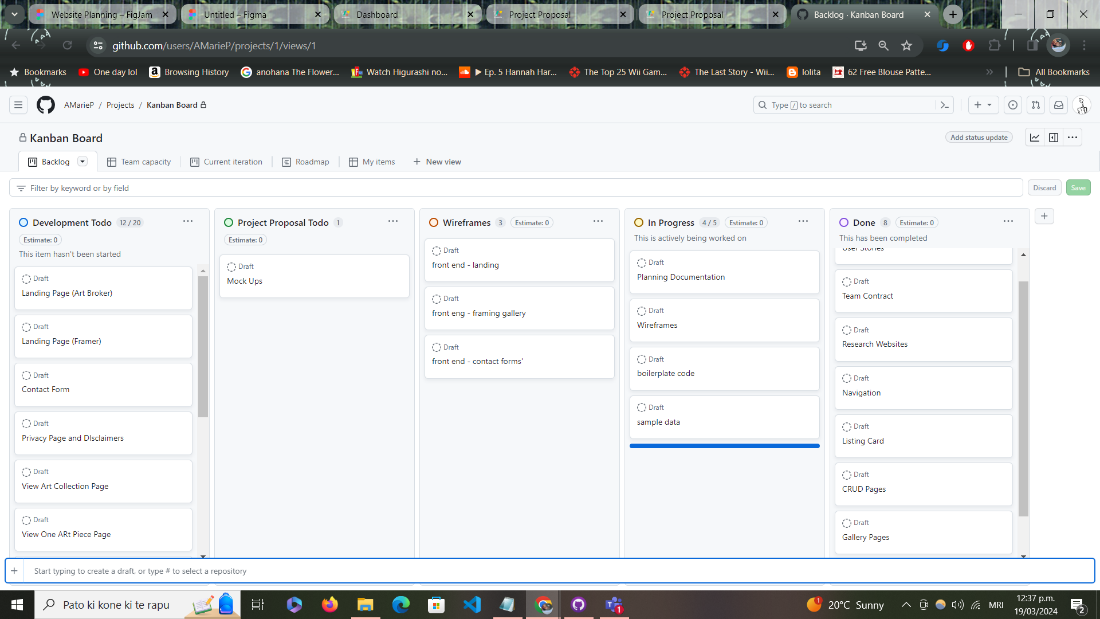 Website Planning – FigJam
Untitled – Figma
Dashboard
Project Proposal
Project Proposal
Backlog · Kanban Board
github.com/users/AMarieP/projects/1/views/1
Bookmarks
One day lol
Browsing History
anohana The Flower...
Watch Higurashi no...
▶ Ep. 5 Hannah Har...
The Top 25 Wii Gam...
The Last Story - Wii...
lolita
62 Free Blouse Patte...
»
All Bookmarks
AMarieP / Projects / Kanban Board
Type / to search
Kanban Board
Add status update
Backlog
Team capacity
Current iteration
Roadmap
My items
+ New view
Filter by keyword or by field
Discard
Save
Development Todo 12 / 20
Estimate: 0
This item hasn't been started
Draft
Landing Page (Art Broker)
Draft
Landing Page (Framer)
Draft
Contact Form
Draft
Privacy Page and DIsclaimers
Draft
View Art Collection Page
Draft
View One ARt Piece Page
Project Proposal Todo 1
Estimate: 0
Draft
Mock Ups
Wireframes 3 Estimate: 0
Draft
front end - landing
Draft
front eng - framing gallery
Draft
front end - contact forms'
In Progress 4 / 5 Estimate: 0
This is actively being worked on
Draft
Planning Documentation
Draft
Wireframes
Draft
boilerplate code
Draft
sample data
Done 8 Estimate: 0
This has been completed
User Stories
Draft
Team Contract
Draft
Research Websites
Draft
Navigation
Draft
Listing Card
Draft
CRUD Pages
Draft
Gallery Pages
+ Start typing to create a draft, or type # to select a repository
Pato ki kone ki te rapu
20°C Sunny
MRI
12:37 p.m.
19/03/2024
1
1
2